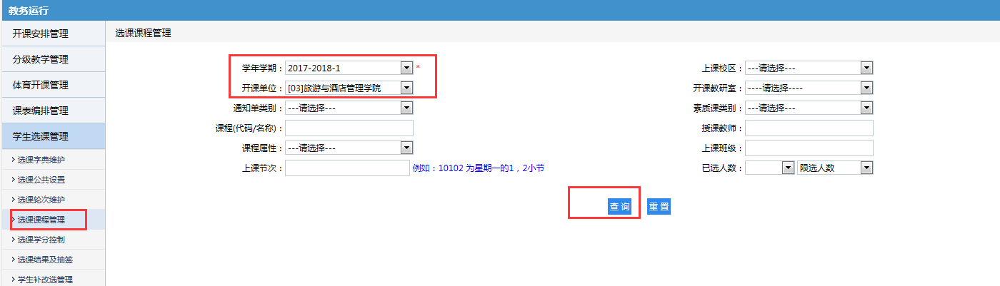 教务运行
开课安排管理
分级教学管理
体育开课管理
课表编排管理
学生选课管理
选课字典维护
选课公共设置
选课轮次维护
选课课程管理
选课学分控制
选课结果及抽签
学生补改选管理
选课课程管理
学年学期： 2017-2018-1 * 上课校区： ---请选择---
开课单位： [03]旅游与酒店管理学院 开课教研室： ----请选择----
通知单类别： ---请选择--- 素质课类别： ---请选择---
课程(代码/名称)： 授课教师：
课程属性： ---请选择--- 上课班级：
上课节次： 例如：10102 为星期一的1，2小节 已选人数： 限选人数
查 询 重 置